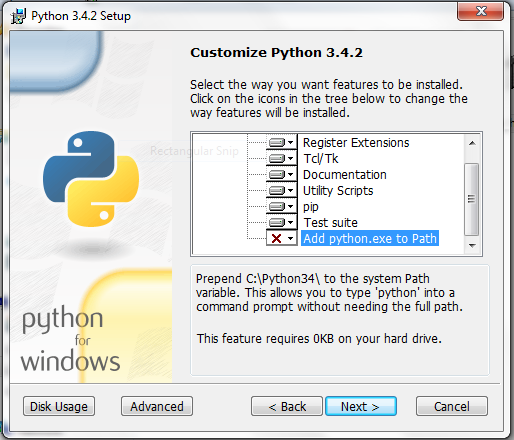 Python 3.4.2 Setup
Customize Python 3.4.2
Select the way you want features to be installed.
Click on the icons in the tree below to change the
way features will be installed.
Rectangular Snip
Register Extensions
Tcl/Tk
Documentation
Utility Scripts
pip
Test suite
Add python.exe to Path
Prepend C:\Python34\ to the system Path
variable. This allows you to type 'python' into a
command prompt without needing the full path.
This feature requires 0KB on your hard drive.
python
for
windows
Disk Usage
Advanced
< Back
Next >
Cancel